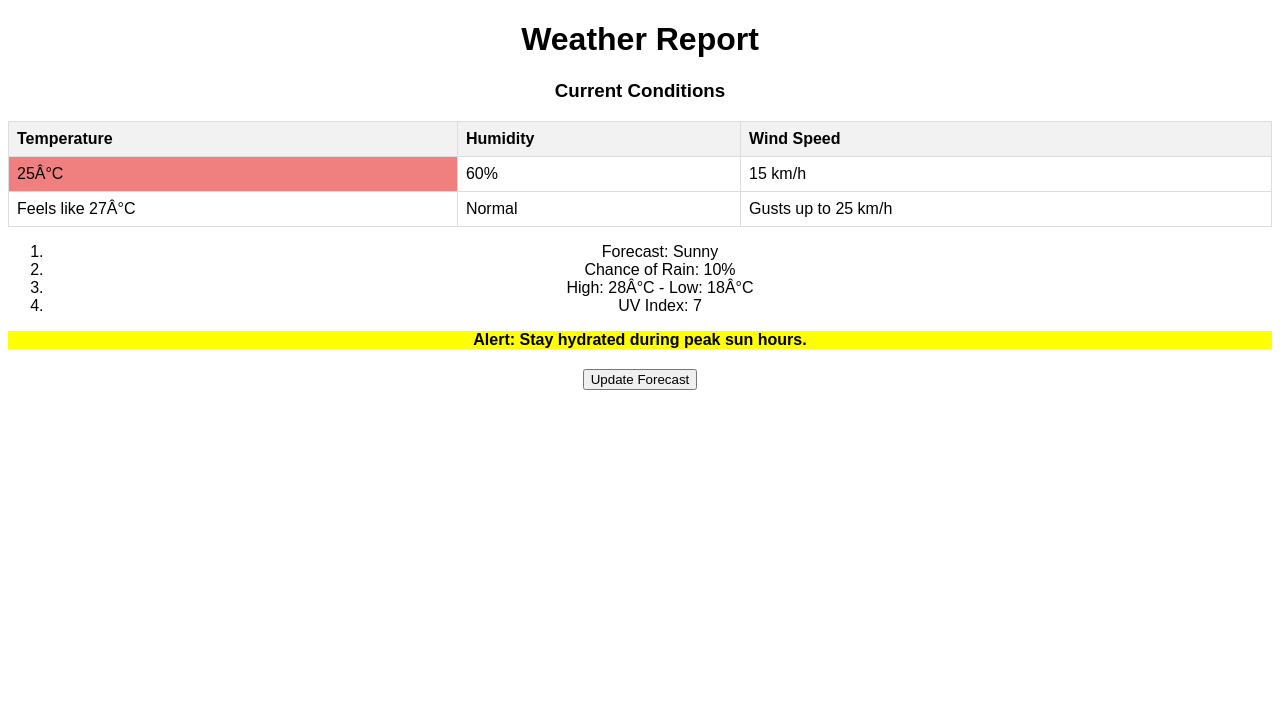 Weather Report
Current Conditions
Temperature Humidity Wind Speed
25Â°C 60% 15 km/h
Feels like 27Â°C Normal Gusts up to 25 km/h
1. Forecast: Sunny
2. Chance of Rain: 10%
3. High: 28Â°C - Low: 18Â°C
4. UV Index: 7
Alert: Stay hydrated during peak sun hours.
Update Forecast